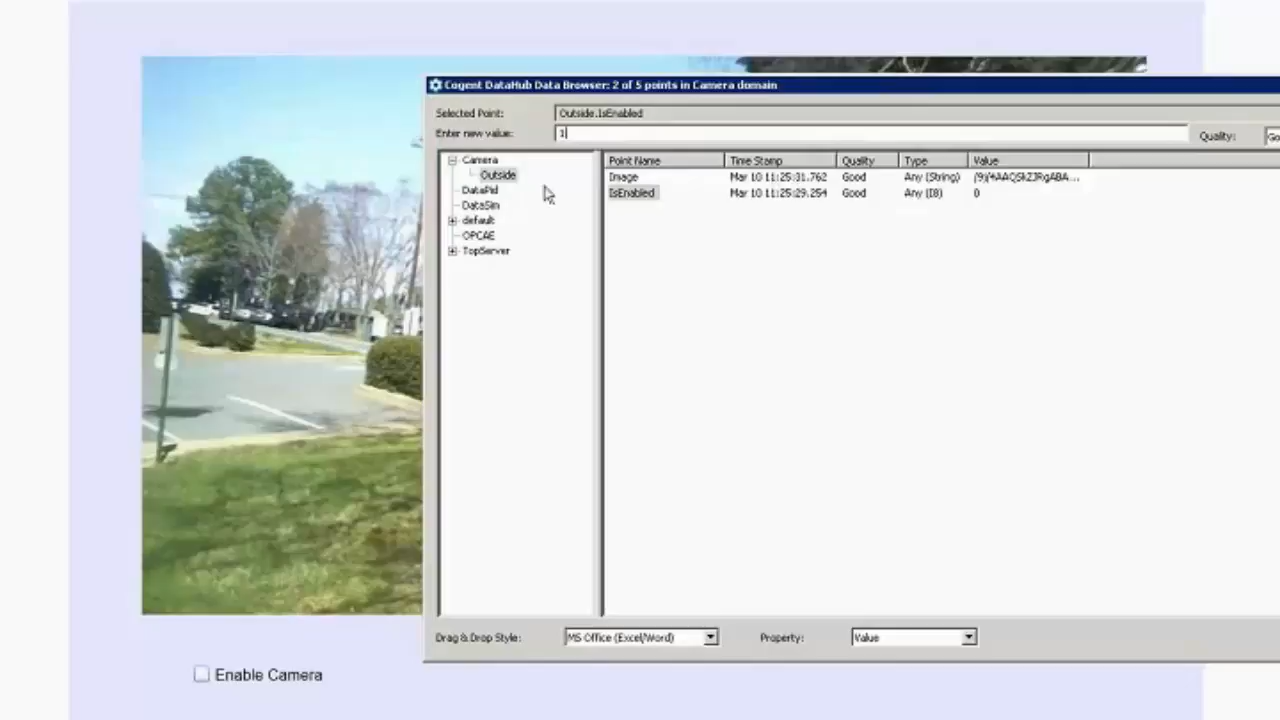 Cogent DataHub Data Browser: 2 of 5 points in Camera domain
Selected Point: Outside.IsEnabled
Enter new value: 1 Quality:
Camera
Outside
DataPid
DataSim
default
OPCAE
TopServer
Point Name Time Stamp Quality Type Value
Image Mar 10 11:25:31.762 Good Any (String)
IsEnabled Mar 10 11:25:29.254 Good Any (I8) 0
Drag & Drop Style: MS Office (Excel/Word) Property: Value
Enable Camera